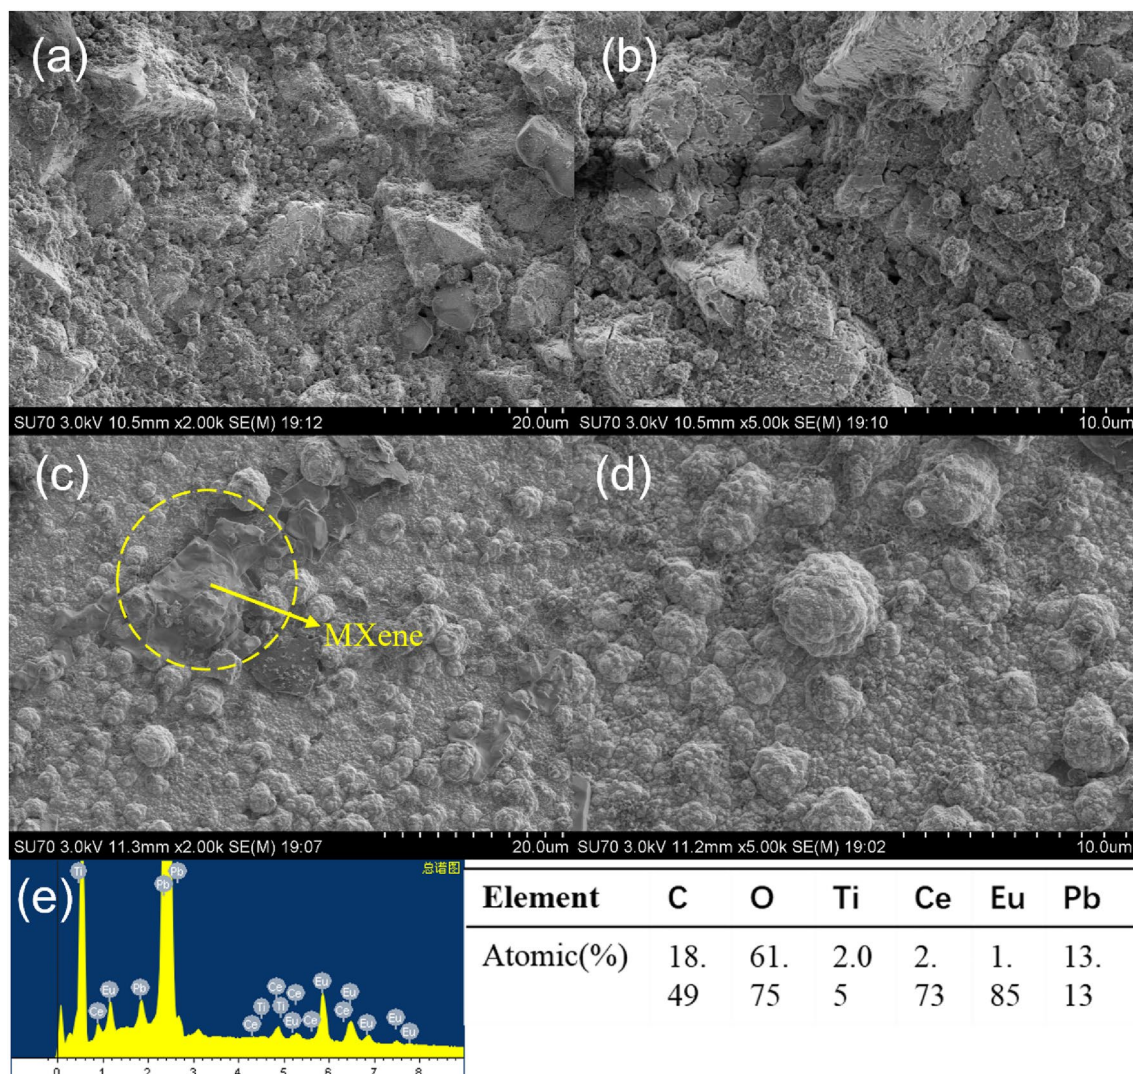 (a)
(b)
SU70 3.0kV 10.5mm x2.00k SE(M) 19:12
20.0um
SU70 3.0kV 10.5mm x5.00k SE(M) 19:10
10.0um
(c)
(d)
MXene
SU70 3.0kV 11.3mm x2.00k SE(M) 19:07
20.0um
SU70 3.0kV 11.2mm x5.00k SE(M) 19:02
10.0um
(e)
总谱图
Ti
Pb
Pb
Ce
Eu
Pb
Ce
Ti
Ce
Ti
Eu
Ce
Ce
Eu
Ce
Eu
Eu
Eu
Eu
0 1 2 3 4 5 6 7 8
Element C O Ti Ce Eu Pb
Atomic(%) 18. 61. 2.0 2. 1. 13.
49 75 5 73 85 13